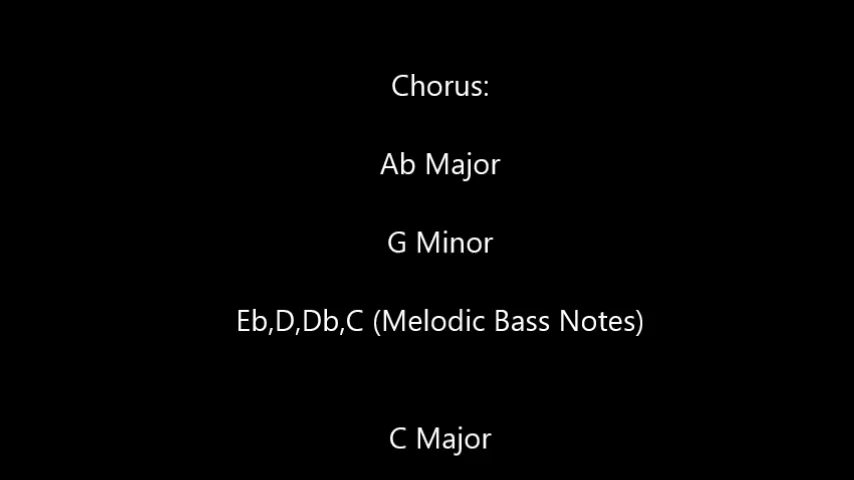 Chorus:
Ab Major
G Minor
Eb,D,Db,C (Melodic Bass Notes)
C Major